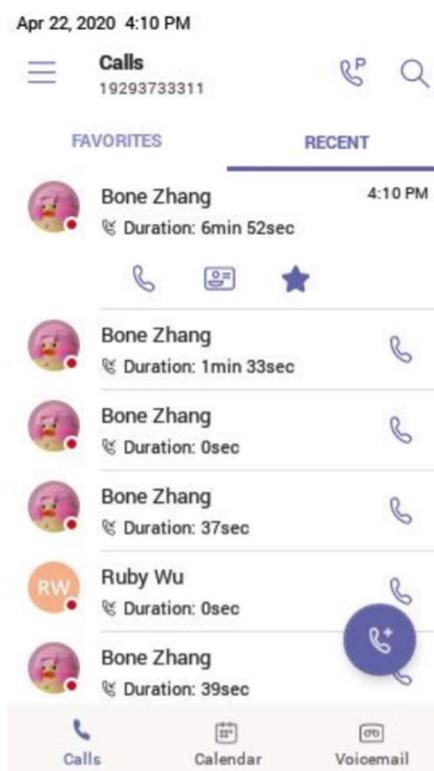 Apr 22, 2020 4:10 PM
Calls
19293733311
P
FAVORITES RECENT
Bone Zhang 4:10 PM
Duration: 6min 52sec
Bone Zhang
Duration: 1min 33sec
Bone Zhang
Duration: 0sec
Bone Zhang
Duration: 37sec
RW Ruby Wu
Duration: 0sec
Bone Zhang
Duration: 39sec
Calls Calendar Voicemail